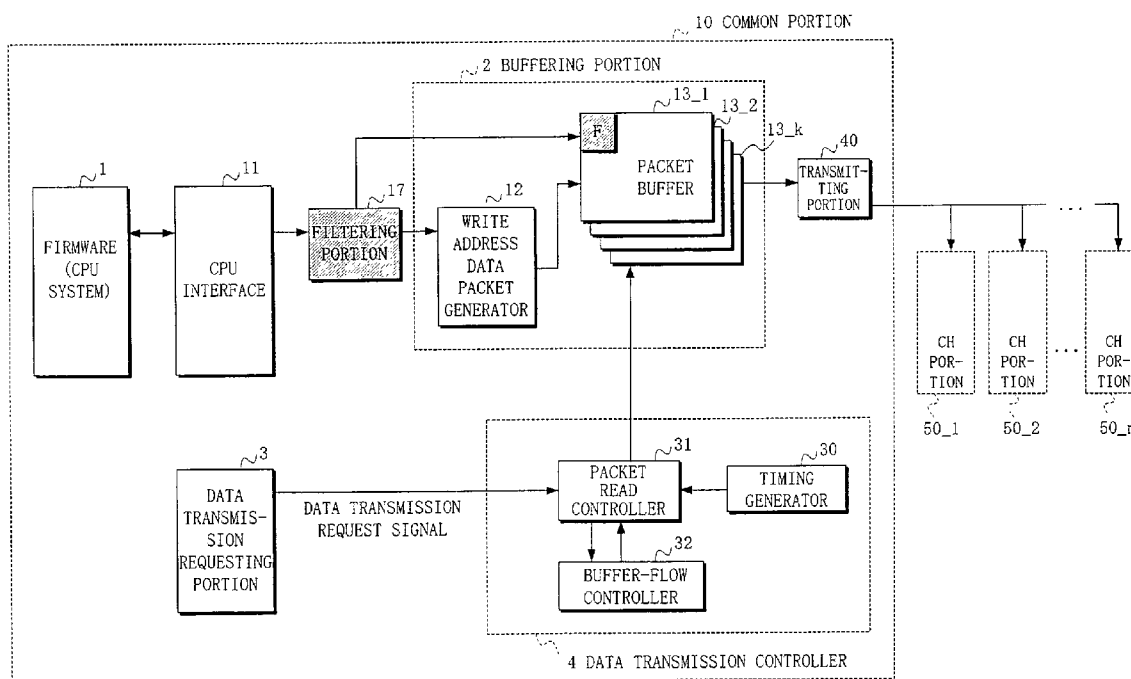 10 COMMON PORTION
2 BUFFERING PORTION
13_1
13_2
13_k
F
PACKET
BUFFER
40
TRANSMIT-
TING
PORTION
1
FIRMWARE
(CPU
SYSTEM)
11
CPU
INTERFACE
17
FILTERING
PORTION
12
WRITE
ADDRESS
DATA
PACKET
GENERATOR
...
CH
POR-
TION
50_1
CH
POR-
TION
50_2
...
CH
POR-
TION
50_n
3
DATA
TRANSMIS-
SION
REQUESTING
PORTION
DATA TRANSMISSION
REQUEST SIGNAL
31
PACKET
READ
CONTROLLER
30
TIMING
GENERATOR
32
BUFFER-FLOW
CONTROLLER
4 DATA TRANSMISSION CONTROLLER